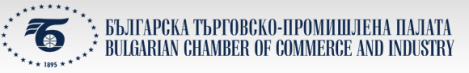 БЪЛГАРСКА ТЪРГОВСКО-ПРОМИШЛЕНА ПАЛАТА
BULGARIAN CHAMBER OF COMMERCE AND INDUSTRY
1895